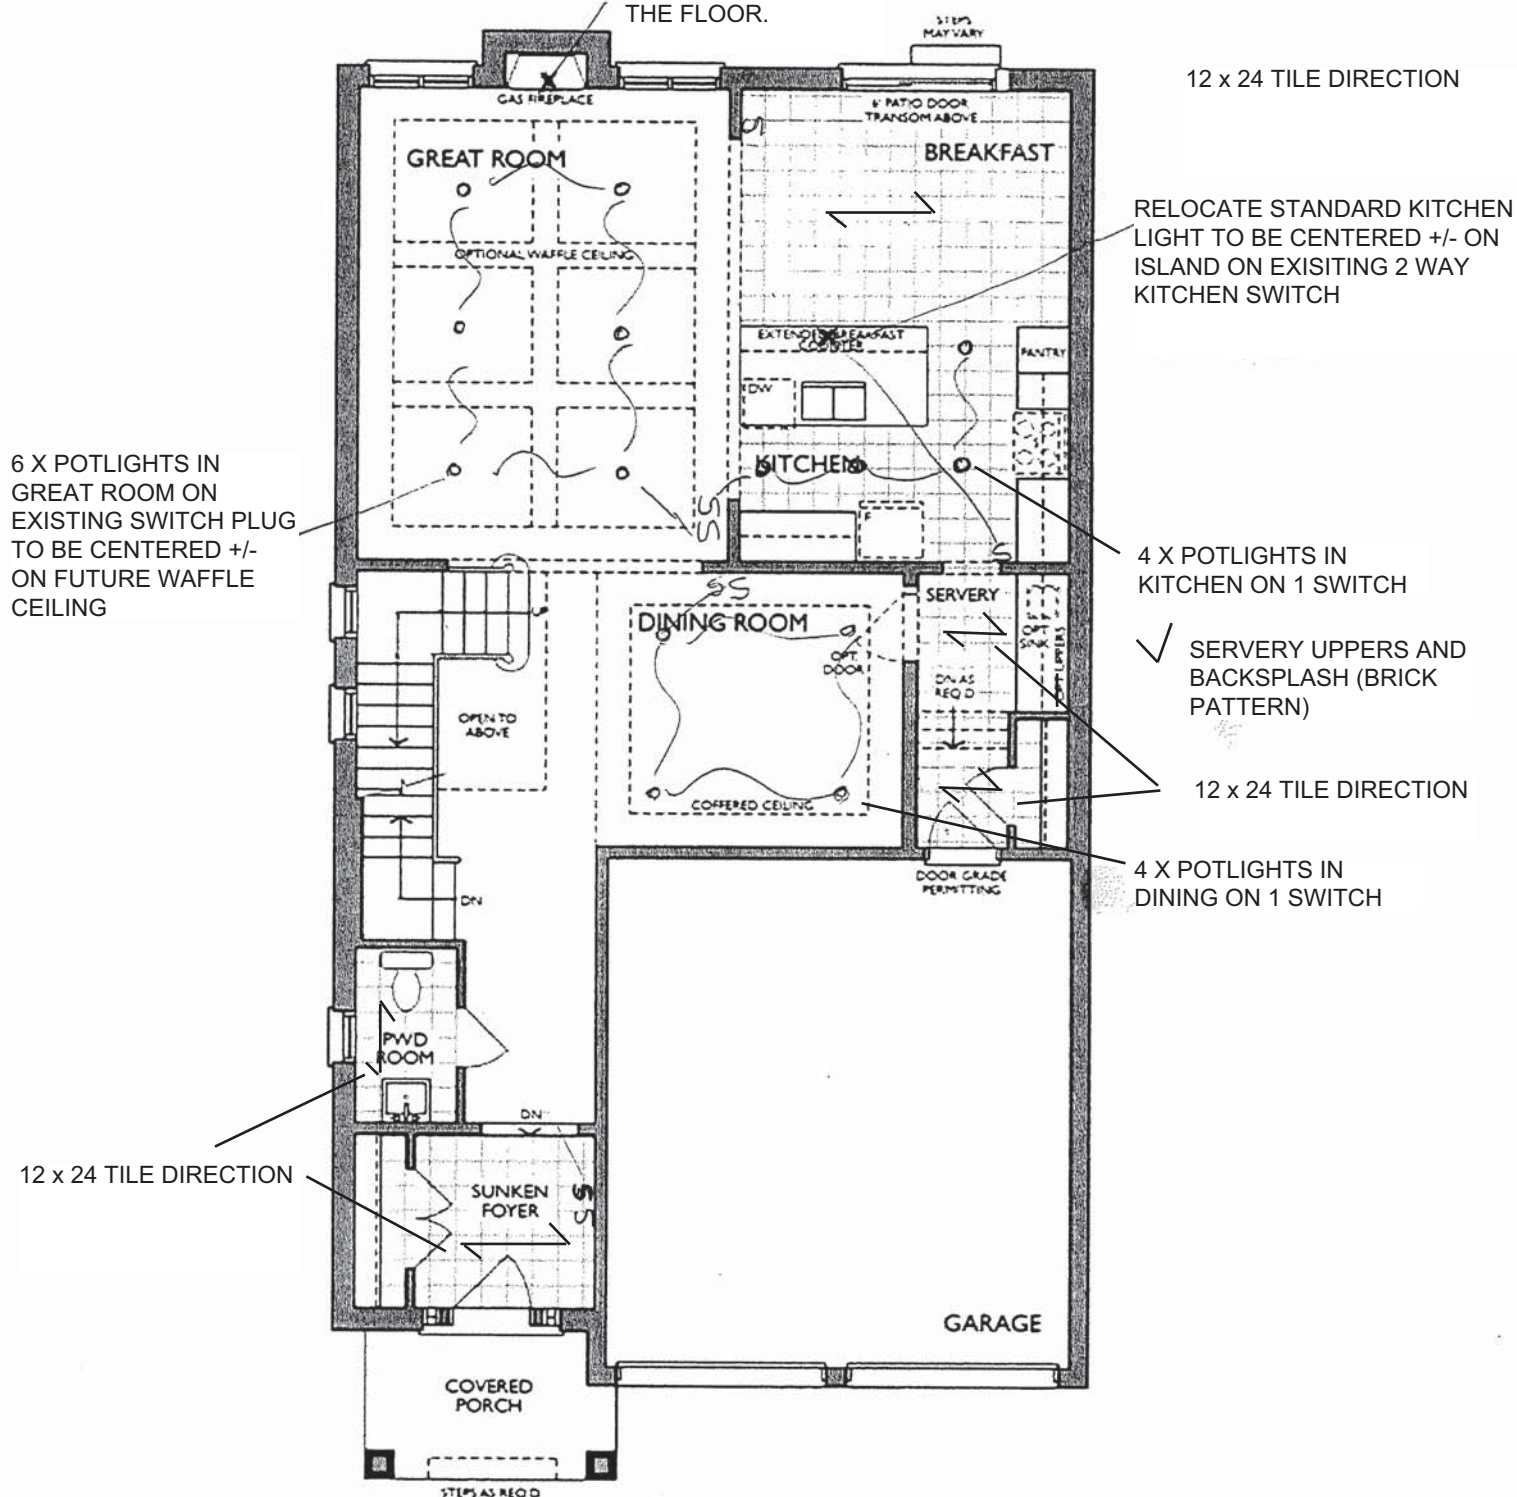 THE FLOOR.
STEPS
MAY VARY
12 x 24 TILE DIRECTION
GAS FIREPLACE
6' PATIO DOOR
TRANSOM ABOVE
GREAT ROOM
BREAKFAST
RELOCATE STANDARD KITCHEN
LIGHT TO BE CENTERED +/- ON
ISLAND ON EXISITING 2 WAY
KITCHEN SWITCH
OPTIONAL WAFFLE CEILING
EXTENDED BREAKFAST
COUNTER
PANTRY
DW
6 X POTLIGHTS IN
GREAT ROOM ON
EXISTING SWITCH PLUG
TO BE CENTERED +/-
ON FUTURE WAFFLE
CEILING
KITCHEN
F
4 X POTLIGHTS IN
KITCHEN ON 1 SWITCH
SERVERY
DINING ROOM
OPT.
DOOR
OPT
SINK
OPT UPPERS
SERVERY UPPERS AND
BACKSPLASH (BRICK
PATTERN)
DN AS
REQ'D
OPEN TO
ABOVE
12 x 24 TILE DIRECTION
COFFERED CEILING
4 X POTLIGHTS IN
DINING ON 1 SWITCH
DOOR GRADE
PERMITTING
DN
PWD
ROOM
DN
12 x 24 TILE DIRECTION
SUNKEN
FOYER
GARAGE
COVERED
PORCH
STEPS AS REQ'D